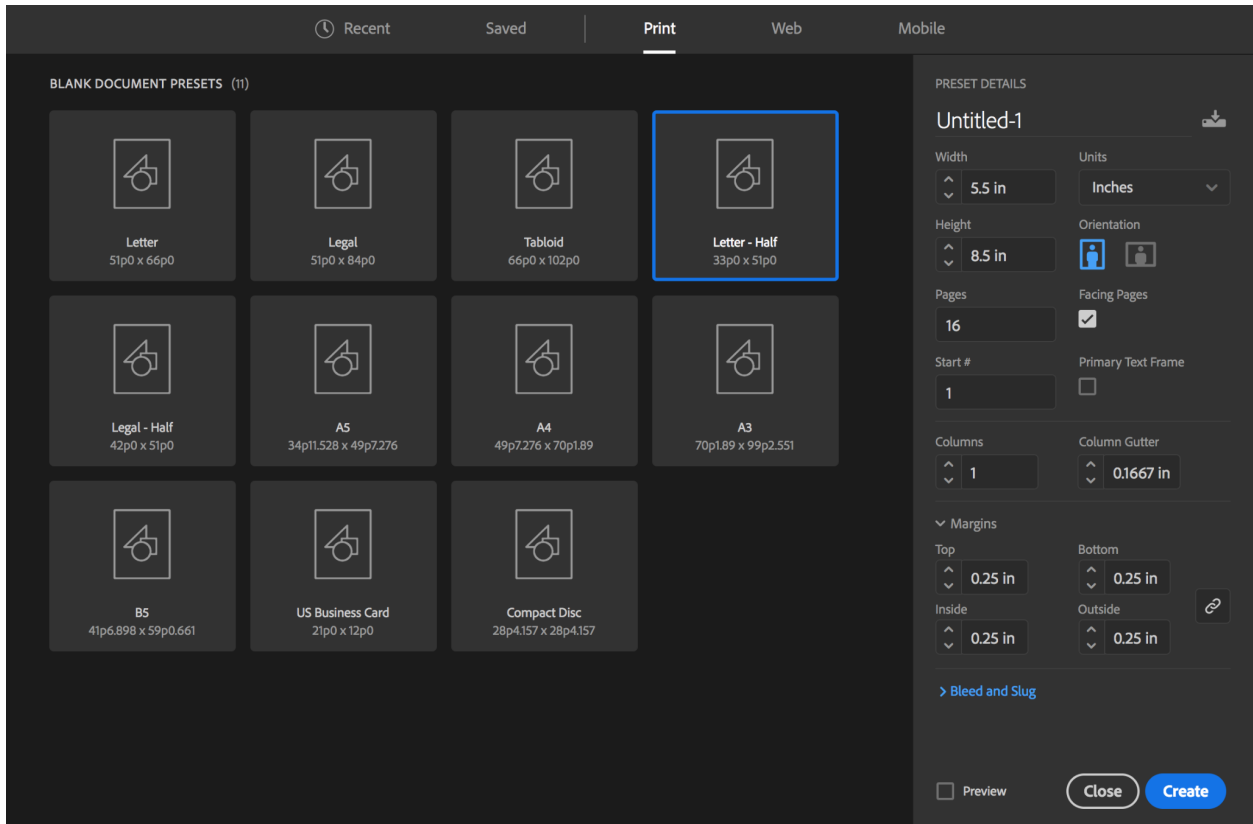 Recent Saved Print Web Mobile
BLANK DOCUMENT PRESETS (11)
Letter
51p0 x 66p0
Legal
51p0 x 84p0
Tabloid
66p0 x 102p0
Letter - Half
33p0 x 51p0
Legal - Half
42p0 x 51p0
A5
34p11.528 x 49p7.276
A4
49p7.276 x 70p1.89
A3
70p1.89 x 99p2.551
B5
41p6.898 x 59p0.661
US Business Card
21p0 x 12p0
Compact Disc
28p4.157 x 28p4.157
PRESET DETAILS
Untitled-1
Width Units
5.5 in Inches
Height Orientation
8.5 in
Pages Facing Pages
16
Start # Primary Text Frame
1
Columns Column Gutter
1 0.1667 in
Margins
Top Bottom
0.25 in 0.25 in
Inside Outside
0.25 in 0.25 in
Bleed and Slug
Preview Close Create